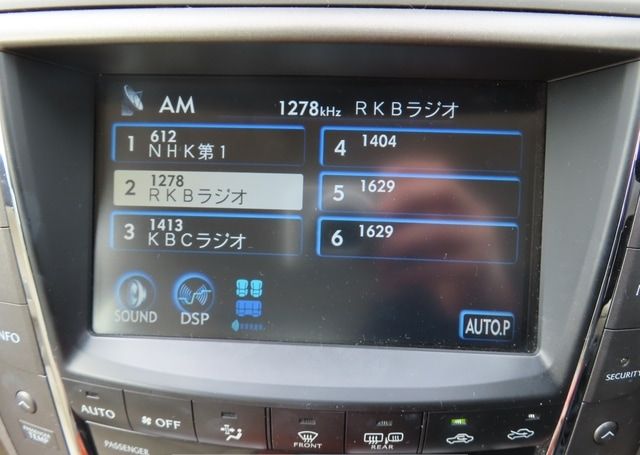 AM 1278kHz RKBラジオ
1 612 NHK第1
2 1278 RKBラジオ
3 1413 KBCラジオ
4 1404
5 1629
6 1629
SOUND DSP AUTO.P
INFO
SECURITY
AUTO OFF FRONT REAR
TEMP PASSENGER